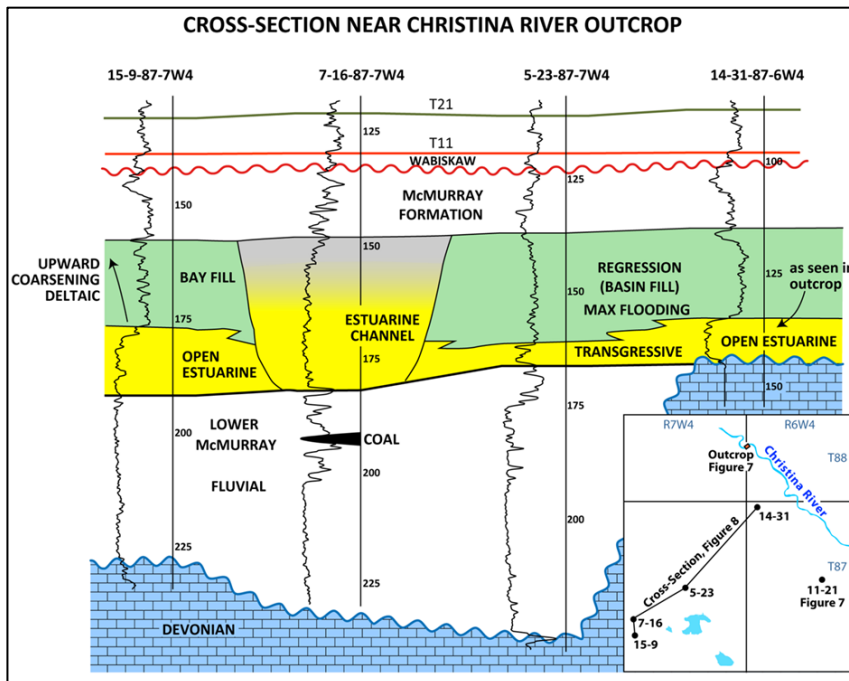 CROSS-SECTION NEAR CHRISTINA RIVER OUTCROP
15-9-87-7W4
7-16-87-7W4
5-23-87-7W4
14-31-87-6W4
T21
125
T11
WABISKAW
100
125
McMURRAY
FORMATION
150
150
UPWARD
COARSENING
DELTAIC
BAY FILL
REGRESSION
(BASIN FILL)
MAX FLOODING
125
as seen in
outcrop
150
175
ESTUARINE
CHANNEL
175
OPEN
ESTUARINE
TRANSGRESSIVE
OPEN ESTUARINE
150
175
LOWER
McMURRAY
200
COAL
FLUVIAL
200
200
225
225
DEVONIAN
R7W4
R6W4
Outcrop
Figure 7
T88
Christina River
14-31
Cross-Section, Figure 8
T87
5-23
11-21
Figure 7
7-16
15-9